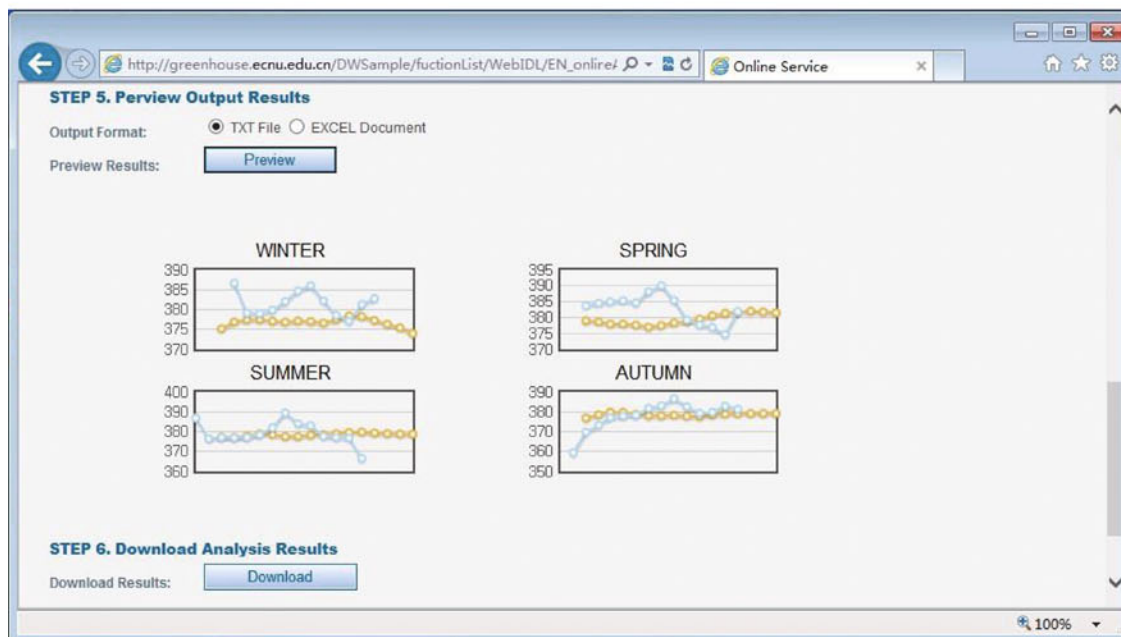 http://greenhouse.ecnu.edu.cn/DWSample/fuctionList/WebIDL/EN_online
Online Service
STEP 5. Perview Output Results
Output Format:
TXT File
EXCEL Document
Preview Results:
Preview
WINTER
390
385
380
375
370
SPRING
395
390
385
380
375
370
SUMMER
400
390
380
370
360
AUTUMN
390
380
370
360
350
STEP 6. Download Analysis Results
Download Results:
Download
100%